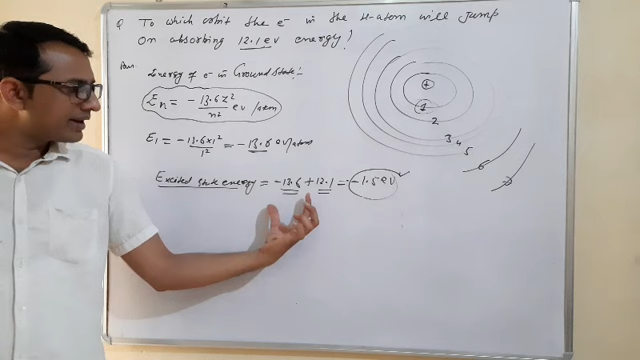 Q To which orbit the e⁻ in the H-atom will jump
on absorbing 12.1 eV energy?
Ans.
Energy of e⁻ in Ground State:-
En = - 13.6 Z² / n² eV/atom
E1 = - 13.6 x 1² / 1² = - 13.6 eV/atom
Excited state energy = - 13.6 + 12.1 = - 1.5 eV
+
1
2
3
4
5
6
7